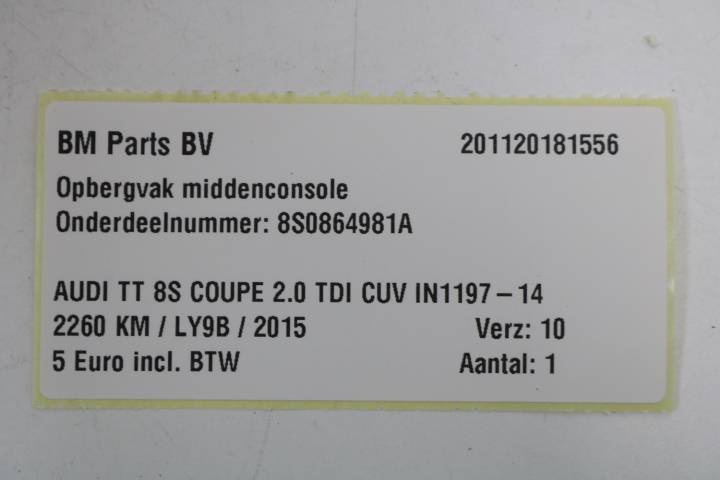 BM Parts BV 201120181556
Opbergvak middenconsole
Onderdeelnummer: 8S0864981A
AUDI TT 8S COUPE 2.0 TDI CUV IN1197-14
2260 KM / LY9B / 2015 Verz: 10
5 Euro incl. BTW Aantal: 1